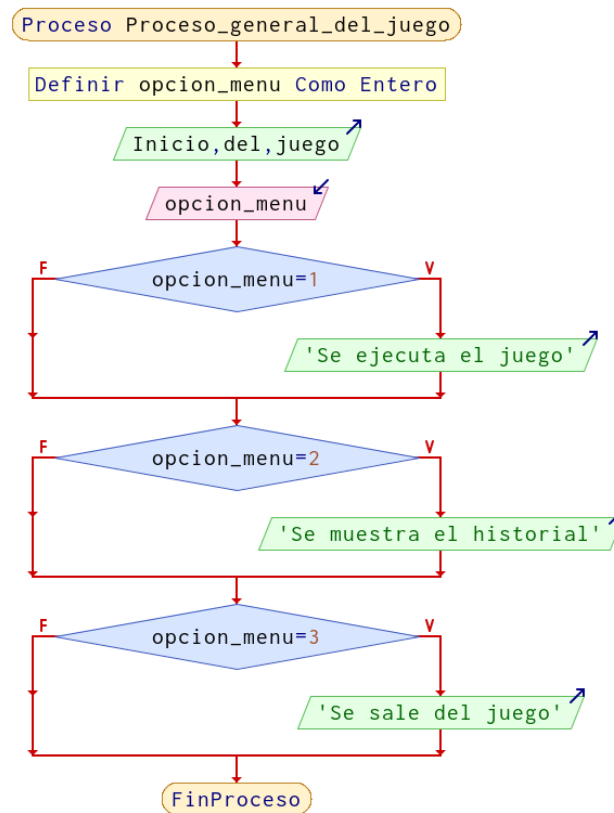 Proceso Proceso_general_del_juego
Definir opcion_menu Como Entero
Inicio,del,juego
opcion_menu
F
V
opcion_menu=1
'Se ejecuta el juego'
F
V
opcion_menu=2
'Se muestra el historial'
F
V
opcion_menu=3
'Se sale del juego'
FinProceso